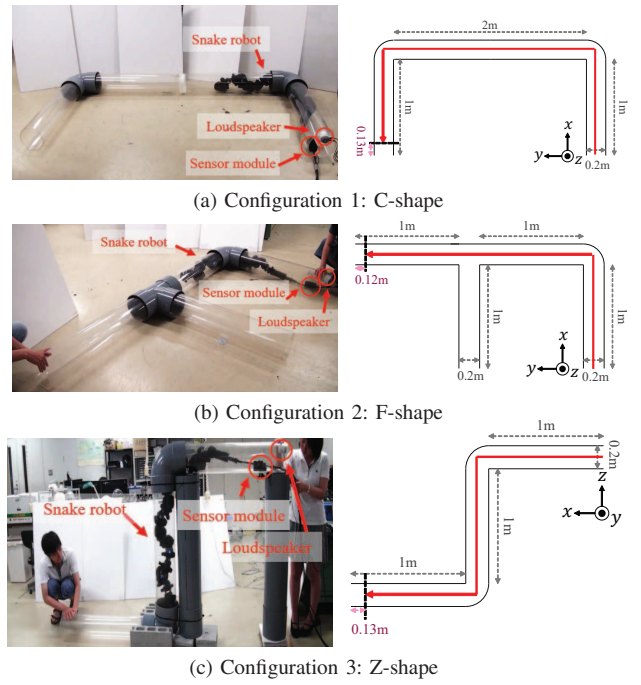 Snake robot
Loudspeaker
Sensor module
2m
1m
1m
0.13m
0.2m
x
y
z
(a) Configuration 1: C-shape
Snake robot
Sensor module
Loudspeaker
1m
1m
0.12m
1m
1m
0.2m
0.2m
x
y
z
(b) Configuration 2: F-shape
Snake robot
Sensor module
Loudspeaker
1m
0.2m
1m
1m
0.13m
z
x
y
(c) Configuration 3: Z-shape